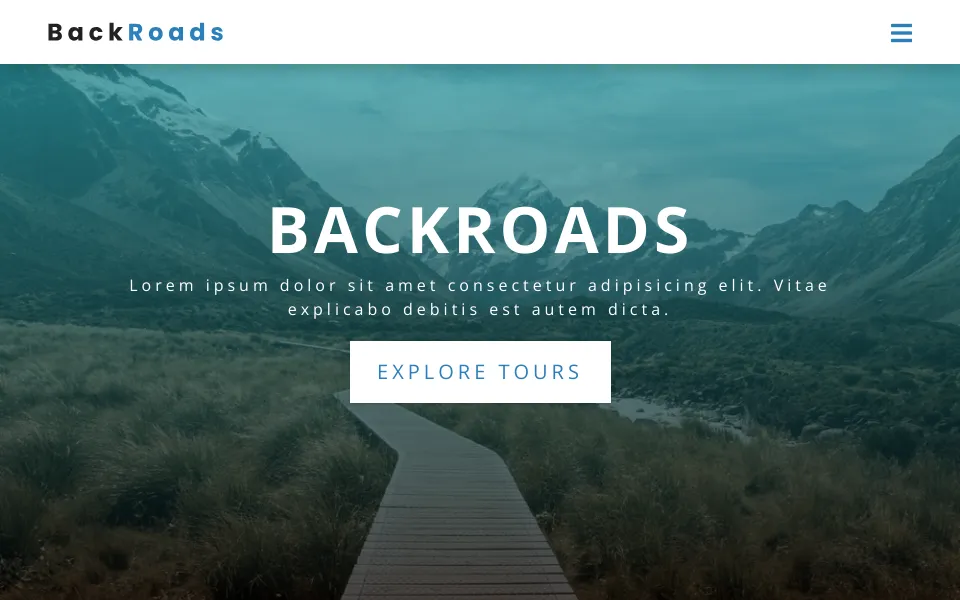 BackRoads
BACKROADS
Lorem ipsum dolor sit amet consectetur adipisicing elit. Vitae
explicabo debitis est autem dicta.
EXPLORE TOURS